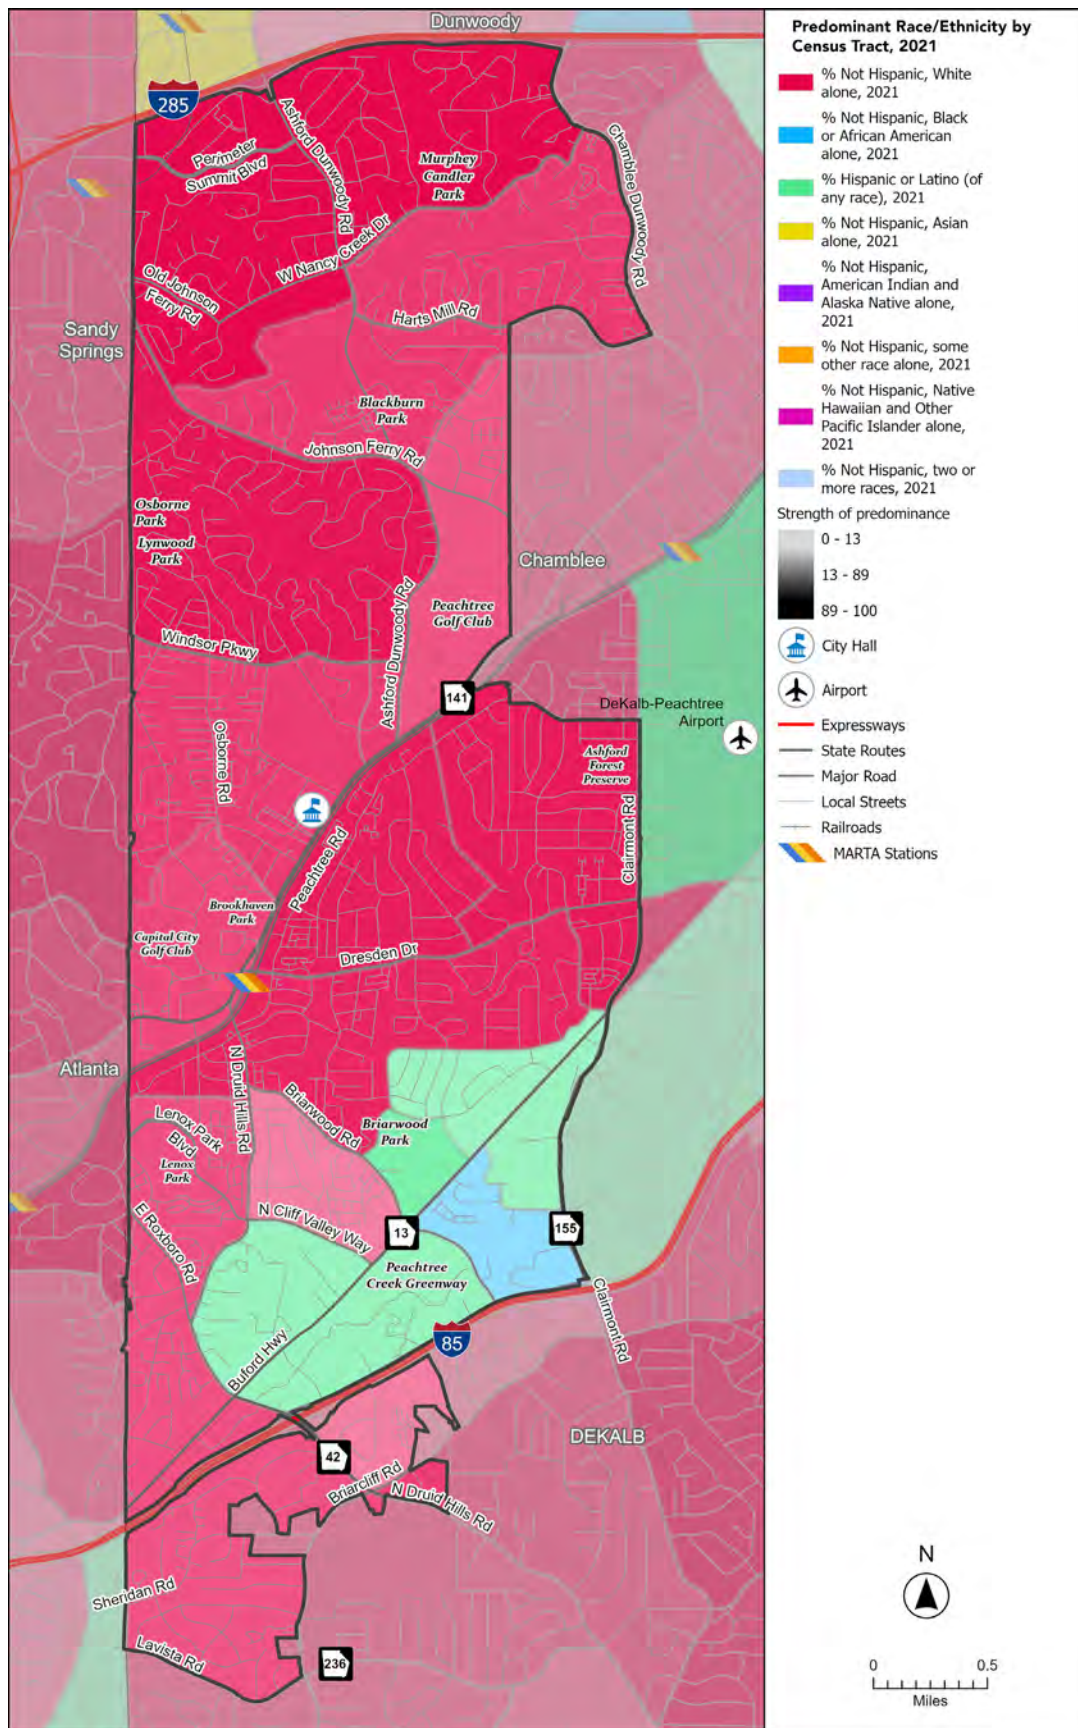 Dunwoody
285
Perimeter
Summit Blvd
Ashford Dunwoody Rd
Murphey
Candler
Park
Chamblee Dunwoody Rd
W Nancy Creek Dr
Old Johnson
Ferry Rd
Harts Mill Rd
Sandy
Springs
Blackburn
Park
Johnson Ferry Rd
Osborne
Park
Lynwood
Park
Chamblee
Peachtree
Golf Club
Ashford Dunwoody Rd
Windsor Pkwy
141
DeKalb-Peachtree
Airport
Osborne Rd
Ashford
Forest
Preserve
Clairmont Rd
Peachtree Rd
Brookhaven
Park
Capital City
Golf Club
Dresden Dr
Atlanta
N Druid Hills Rd
Briarwood Rd
Lenox Park
Blvd
Lenox
Park
Briarwood
Park
E Roxboro Rd
N Cliff Valley Way
13
155
Peachtree
Creek Greenway
Clairmont Rd
85
Buford Hwy
DEKALB
42
Briarcliff Rd
N Druid Hills Rd
Sheridan Rd
Lavista Rd
236
Predominant Race/Ethnicity by
Census Tract, 2021
% Not Hispanic, White
alone, 2021
% Not Hispanic, Black
or African American
alone, 2021
% Hispanic or Latino (of
any race), 2021
% Not Hispanic, Asian
alone, 2021
% Not Hispanic,
American Indian and
Alaska Native alone,
2021
% Not Hispanic, some
other race alone, 2021
% Not Hispanic, Native
Hawaiian and Other
Pacific Islander alone,
2021
% Not Hispanic, two or
more races, 2021
Strength of predominance
0 - 13
13 - 89
89 - 100
City Hall
Airport
Expressways
State Routes
Major Road
Local Streets
Railroads
MARTA Stations
N
0 0.5
Miles